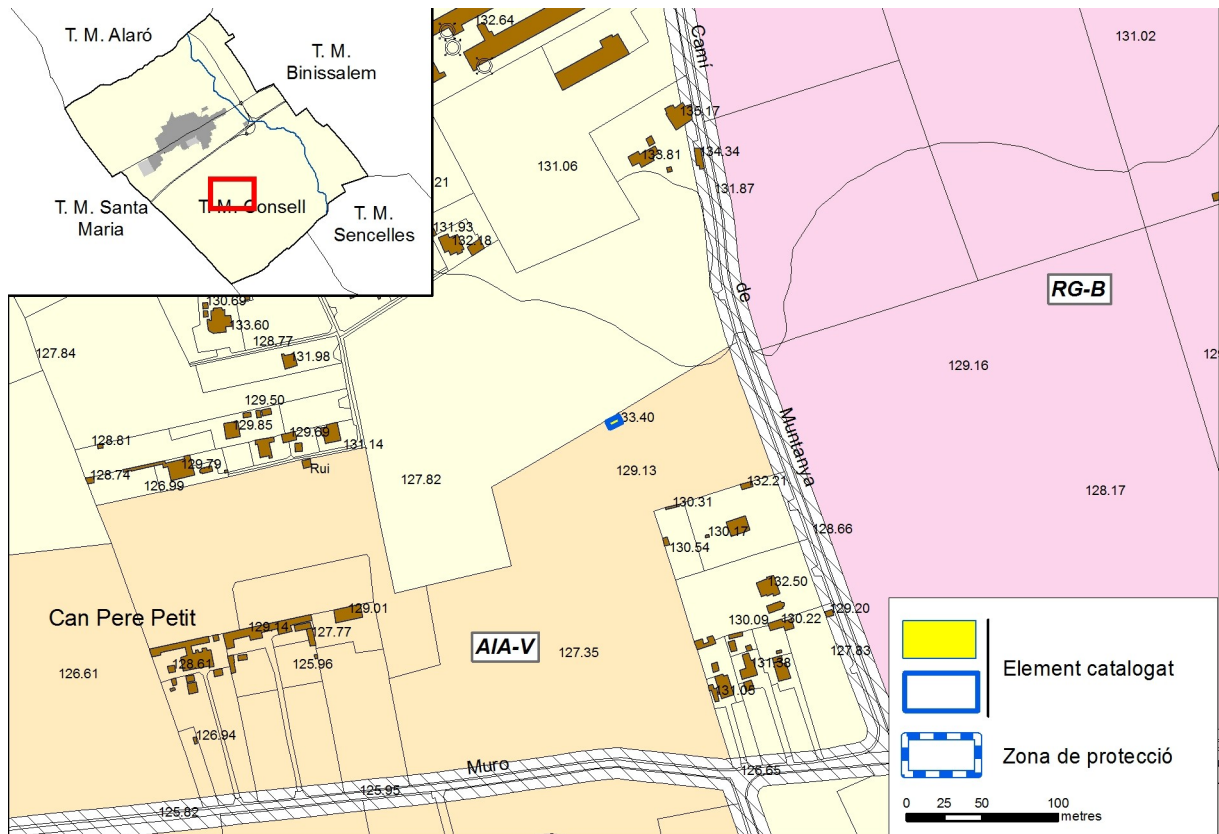 T. M. Alaró
T. M.
Binissalem
T. M. Santa
Maria
T. M. Consell
T. M.
Sencelles
132.64
Camí
131.02
135.17
133.81
134.34
131.06
131.87
21
131.93
132.18
de
RG-B
130.69
133.60
128.77
127.84
131.98
129.16
129
129.50
133.40
129.85
129.69
128.81
131.14
Muntanya
129.79
Rui
128.74
126.99
127.82
129.13
132.21
128.17
130.31
130.17
128.66
130.54
132.50
Can Pere Petit
129.01
129.14
127.77
129.20
130.09
130.22
AIA-V
127.35
127.83
128.61
125.96
131.38
126.61
131.05
126.94
Muro
126.65
125.95
125.82
Element catalogat
Zona de protecció
0 25 50 100
metres